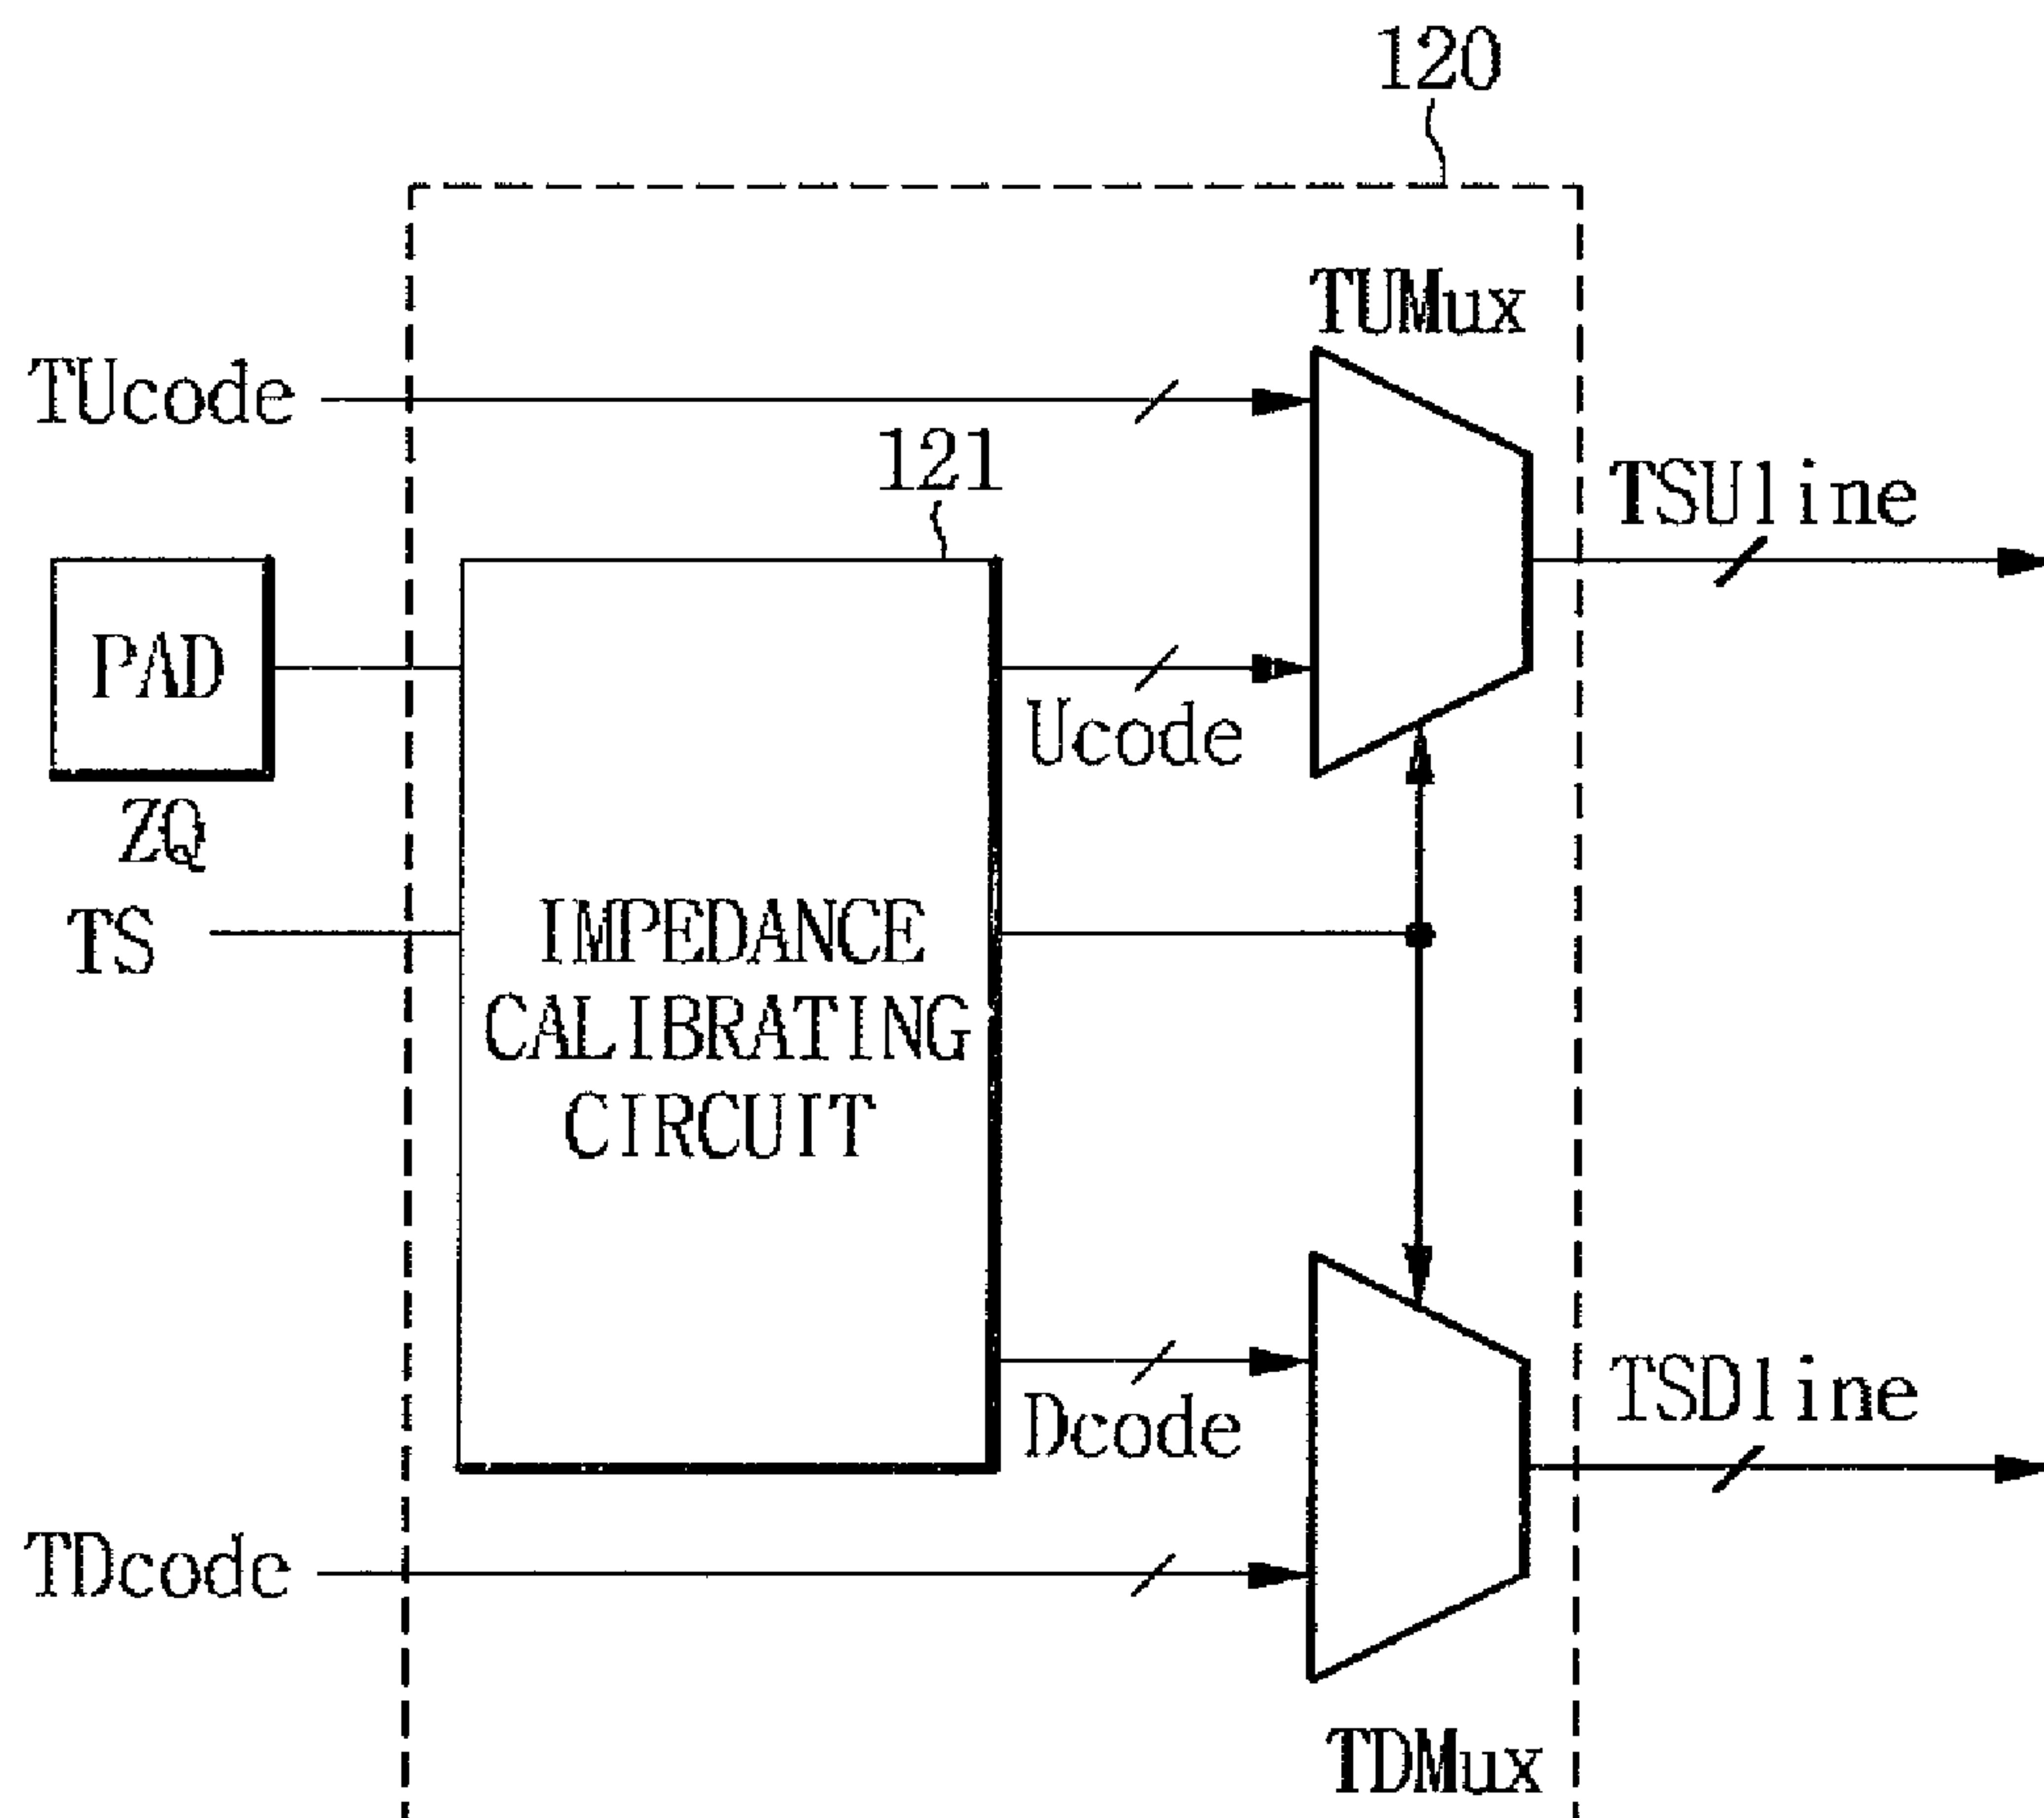 120
TUMux
TUcode
121
TSUline
PAD
Ucode
ZQ
TS
IMPEDANCE
CALIBRATING
CIRCUIT
TSDline
Dcode
TDcode
TDMux